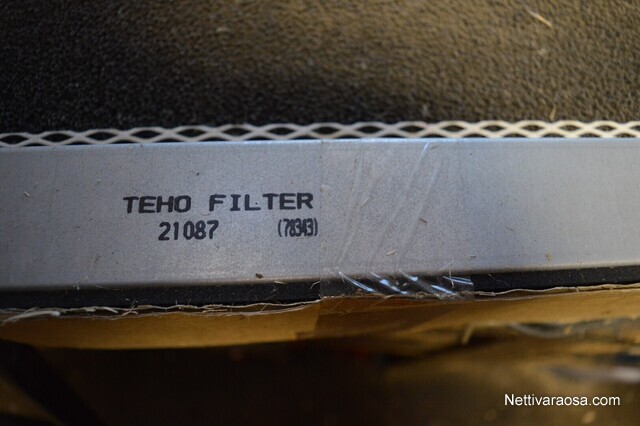 TEHO FILTER
21087 (78343)
Nettivaraosa.com